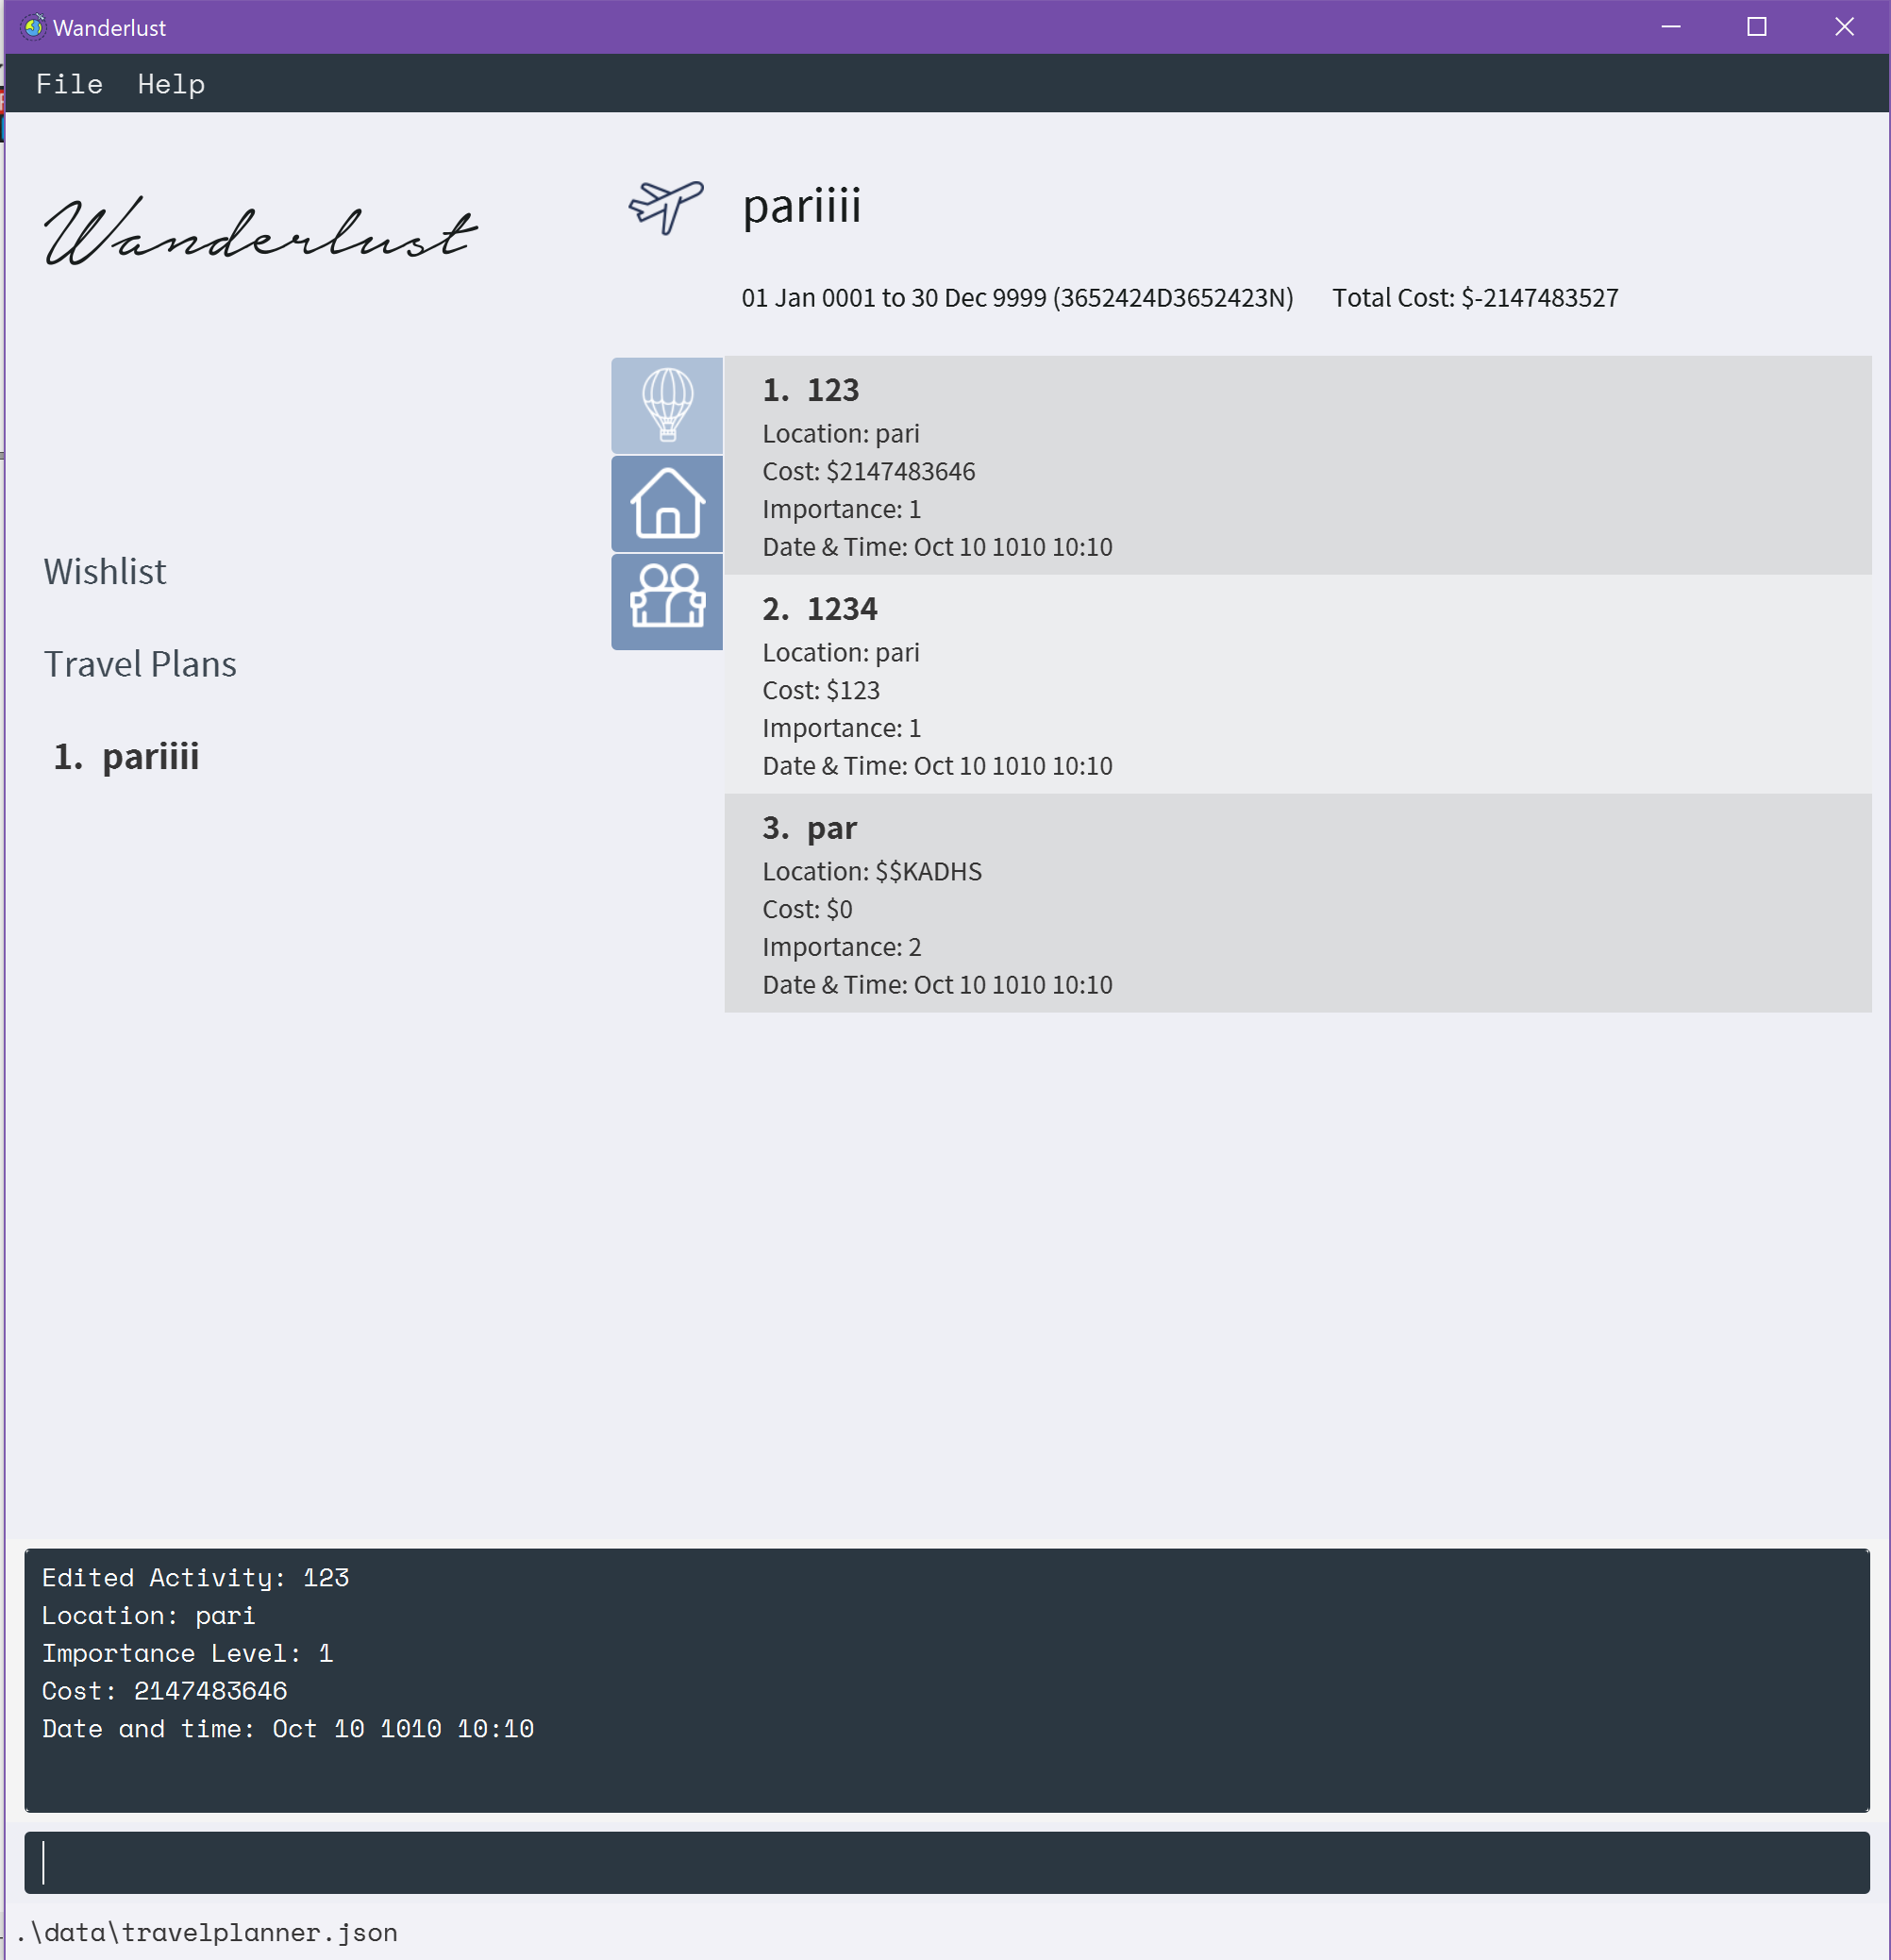 Wanderlust
File Help
Wanderlust
pariiii
01 Jan 0001 to 30 Dec 9999 (3652424D3652423N) Total Cost: $-2147483527
Wishlist
Travel Plans
1. pariiii
1. 123
Location: pari
Cost: $2147483646
Importance: 1
Date & Time: Oct 10 1010 10:10
2. 1234
Location: pari
Cost: $123
Importance: 1
Date & Time: Oct 10 1010 10:10
3. par
Location: $$KADHS
Cost: $0
Importance: 2
Date & Time: Oct 10 1010 10:10
Edited Activity: 123
Location: pari
Importance Level: 1
Cost: 2147483646
Date and time: Oct 10 1010 10:10
.\data\travelplanner.json